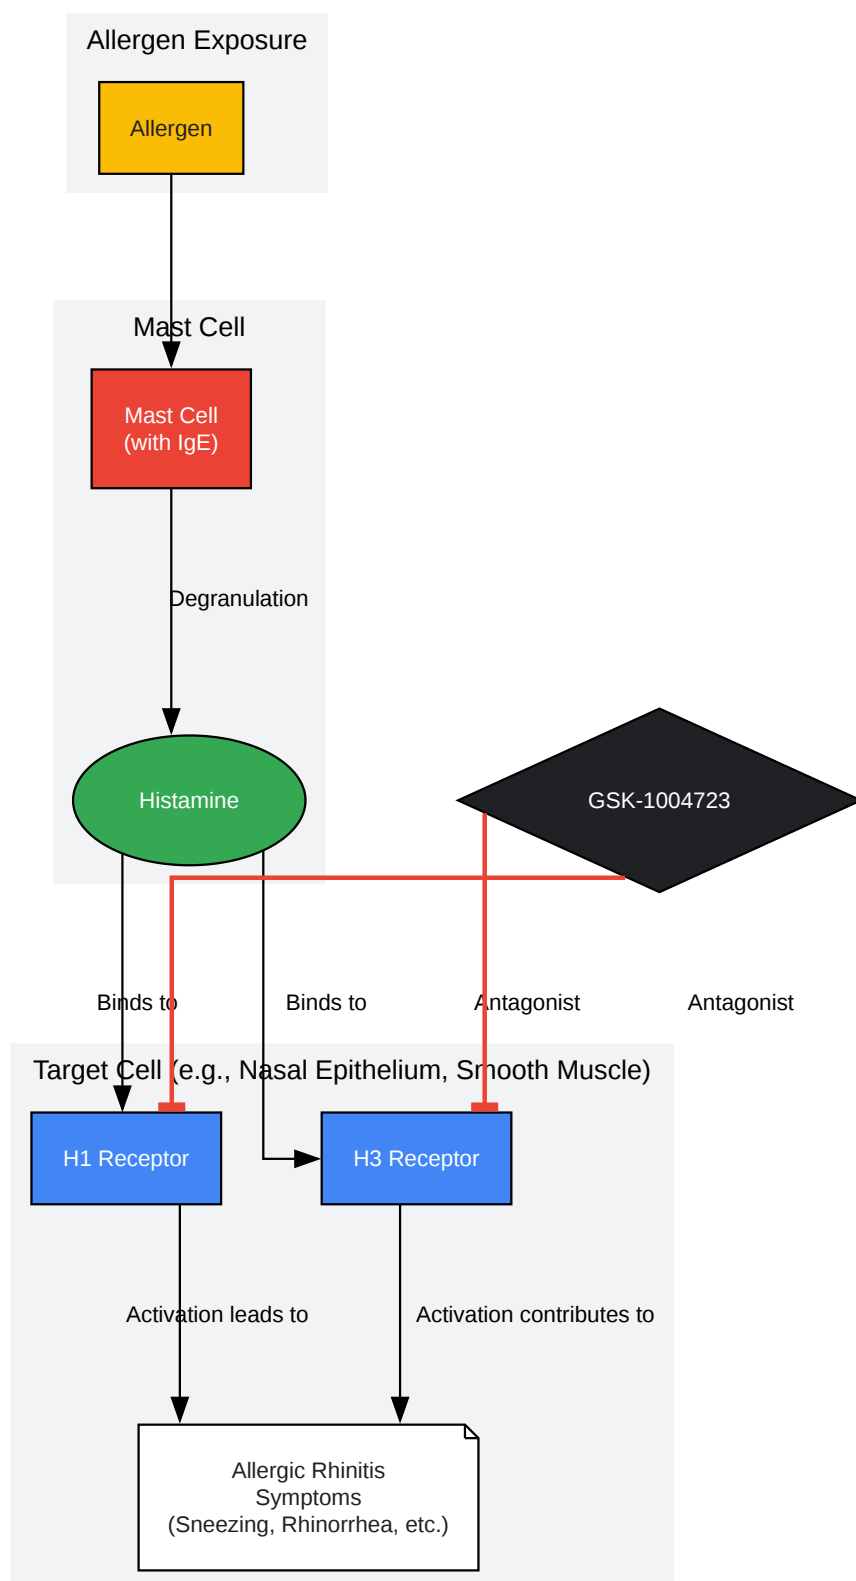 Allergen Exposure
Allergen
Mast Cell
Mast Cell
(with IgE)
Degranulation
Histamine
GSK-1004723
Binds to
Binds to
Antagonist
Antagonist
Target Cell (e.g., Nasal Epithelium, Smooth Muscle)
H1 Receptor
H3 Receptor
Activation leads to
Activation contributes to
Allergic Rhinitis
Symptoms
(Sneezing, Rhinorrhea, etc.)